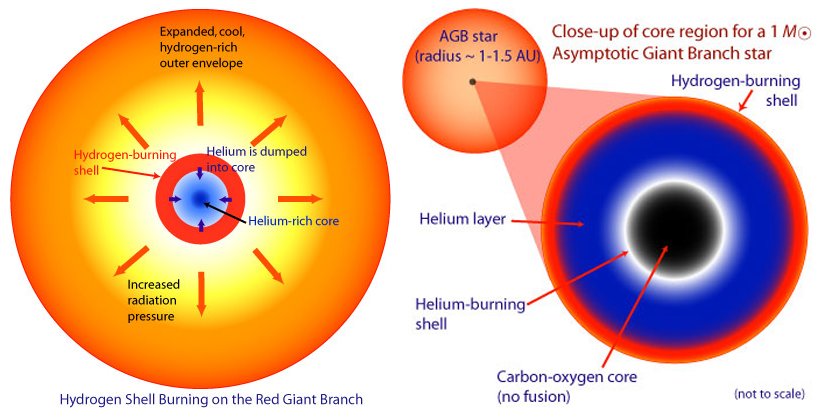 Expanded, cool,
hydrogen-rich
outer envelope
Hydrogen-burning
shell
Helium is dumped
into core
Helium-rich core
Increased
radiation
pressure
Hydrogen Shell Burning on the Red Giant Branch
AGB star
(radius ~ 1-1.5 AU)
Close-up of core region for a 1 M☉
Asymptotic Giant Branch star
Hydrogen-burning
shell
Helium layer
Helium-burning
shell
Carbon-oxygen core
(no fusion)
(not to scale)